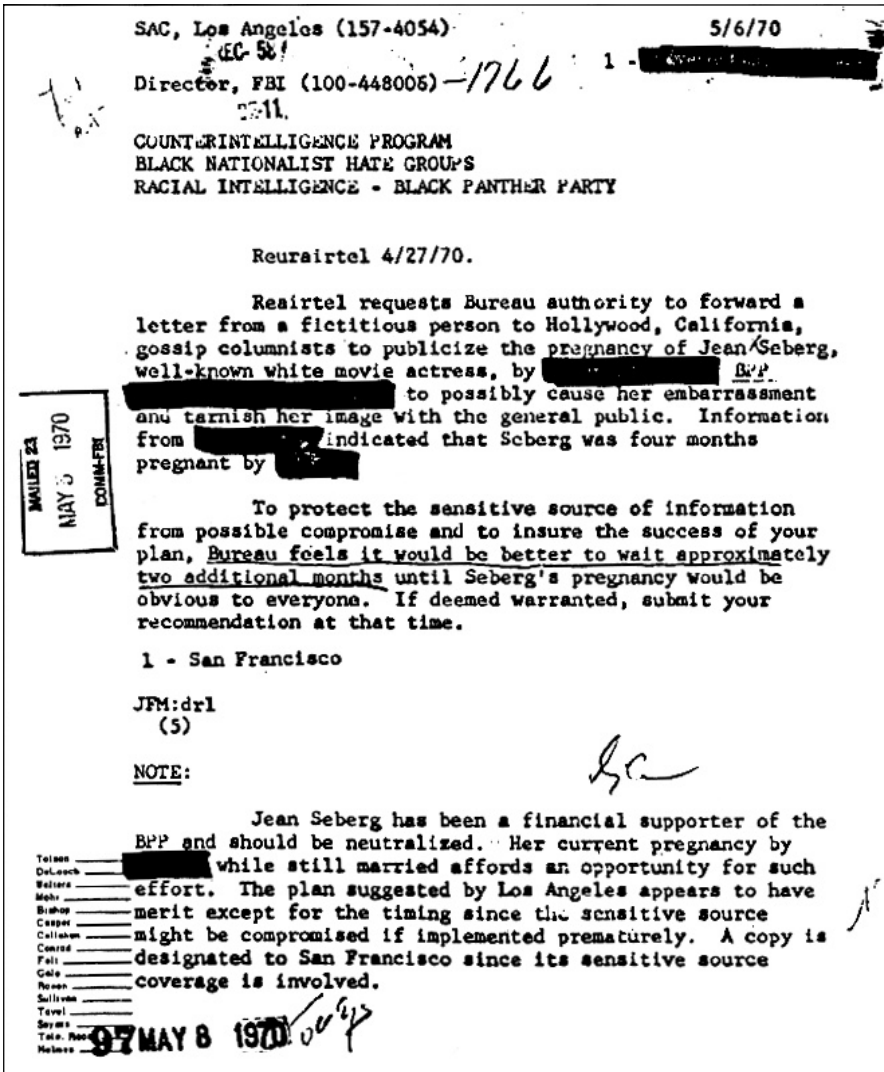 SAC, Los Angeles (157-4054) 5/6/70
REC- 58
1 -
Director, FBI (100-448006) -1766
COUNTERINTELLIGENCE PROGRAM
BLACK NATIONALIST HATE GROUPS
RACIAL INTELLIGENCE - BLACK PANTHER PARTY
Reurairtel 4/27/70.
Reairtel requests Bureau authority to forward a
letter from a fictitious person to Hollywood, California,
gossip columnists to publicize the pregnancy of Jean Seberg,
well-known white movie actress, by BPP
to possibly cause her embarrassment
and tarnish her image with the general public. Information
from indicated that Seberg was four months
pregnant by
MAILED 23
MAY 5 1970
COMM-FBI
To protect the sensitive source of information
from possible compromise and to insure the success of your
plan, Bureau feels it would be better to wait approximately
two additional months until Seberg's pregnancy would be
obvious to everyone. If deemed warranted, submit your
recommendation at that time.
1 - San Francisco
JFM:drl
(5)
NOTE:
Jean Seberg has been a financial supporter of the
BPP and should be neutralized. Her current pregnancy by
while still married affords an opportunity for such
effort. The plan suggested by Los Angeles appears to have
merit except for the timing since the sensitive source
might be compromised if implemented prematurely. A copy is
designated to San Francisco since its sensitive source
coverage is involved.
Tolson
DeLoach
Walters
Mohr
Bishop
Casper
Callahan
Conrad
Felt
Gale
Rosen
Sullivan
Tavel
Soyars
Tele. Room
Holmes
97 MAY 8 1970